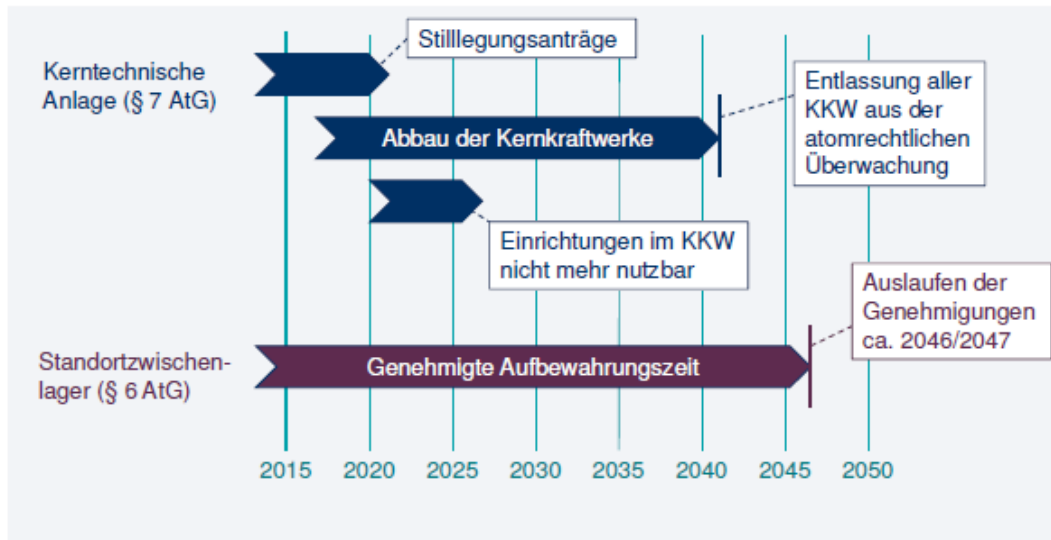 Stilllegungsanträge
Kerntechnische
Anlage (§ 7 AtG)
Abbau der Kernkraftwerke
Entlassung aller
KKW aus der
atomrechtlichen
Überwachung
Einrichtungen im KKW
nicht mehr nutzbar
Auslaufen der
Genehmigungen
ca. 2046/2047
Standortzwischen-
lager (§ 6 AtG)
Genehmigte Aufbewahrungszeit
2015 2020 2025 2030 2035 2040 2045 2050